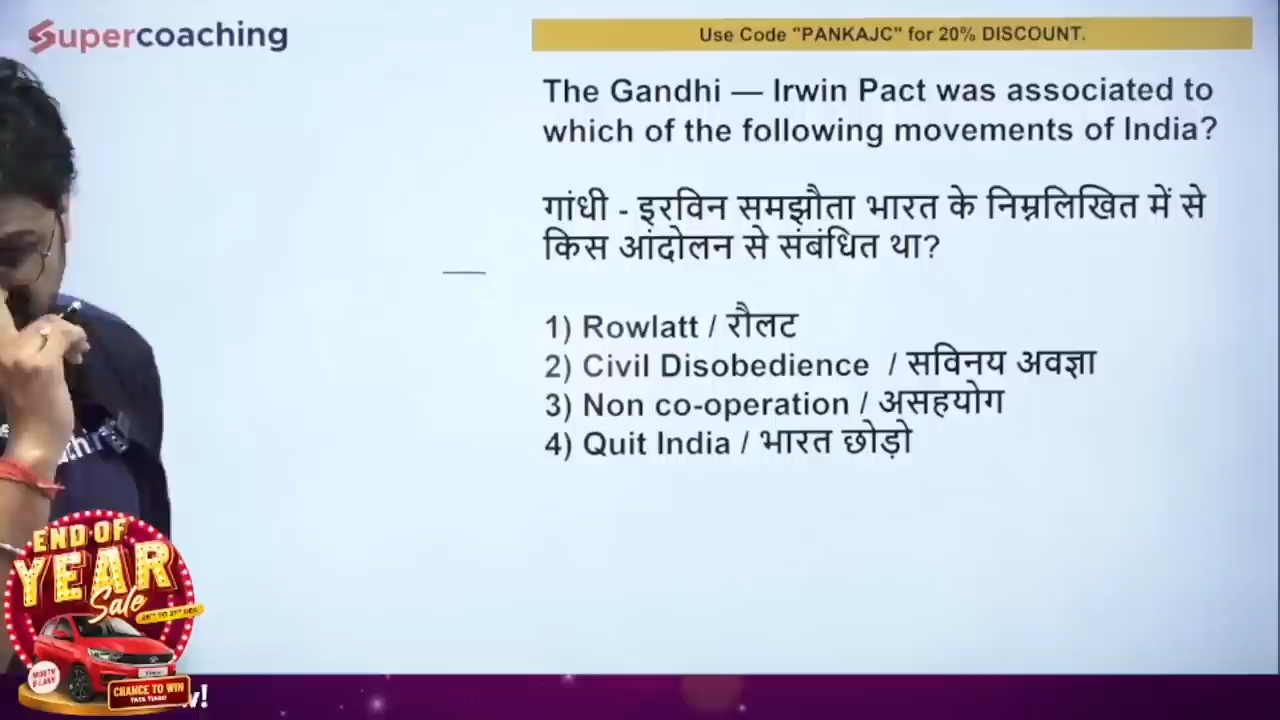 Supercoaching
Use Code "PANKAJC" for 20% DISCOUNT.
The Gandhi — Irwin Pact was associated to
which of the following movements of India?
गांधी - इरविन समझौता भारत के निम्नलिखित में से
किस आंदोलन से संबंधित था?
1) Rowlatt / रौलट
2) Civil Disobedience / सविनय अवज्ञा
3) Non co-operation / असहयोग
4) Quit India / भारत छोड़ो
END OF
YEAR
Sale
CHANCE TO WIN
TATA TIAGO